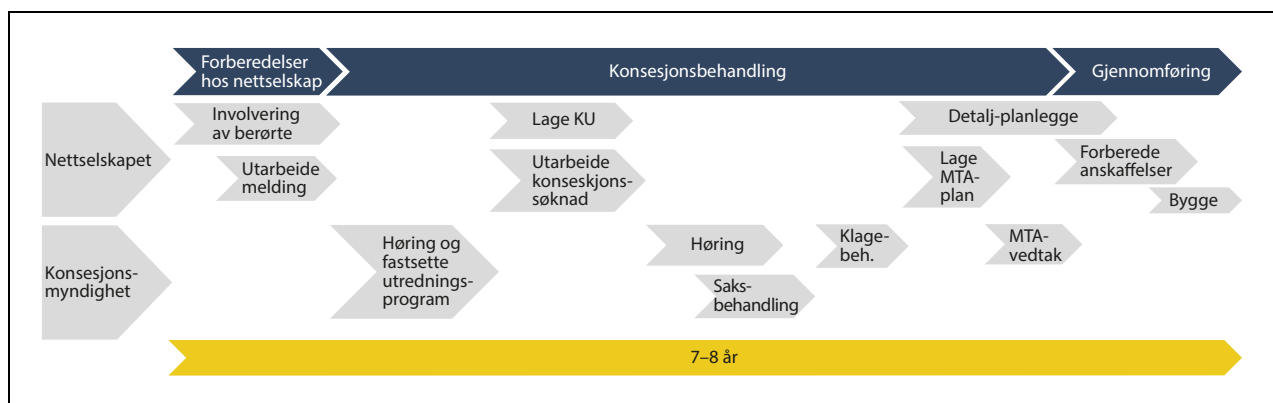 Forberedelser
hos nettselskap
Konsesjonsbehandling
Gjennomføring
Nettselskapet
Involvering
av berørte
Utarbeide
melding
Lage KU
Utarbeide
konseskjons-
søknad
Detalj-planlegge
Lage
MTA-
plan
Forberede
anskaffelser
Bygge
Konsesjons-
myndighet
Høring og
fastsette
utrednings-
program
Høring
Saks-
behandling
Klage-
beh.
MTA-
vedtak
7–8 år